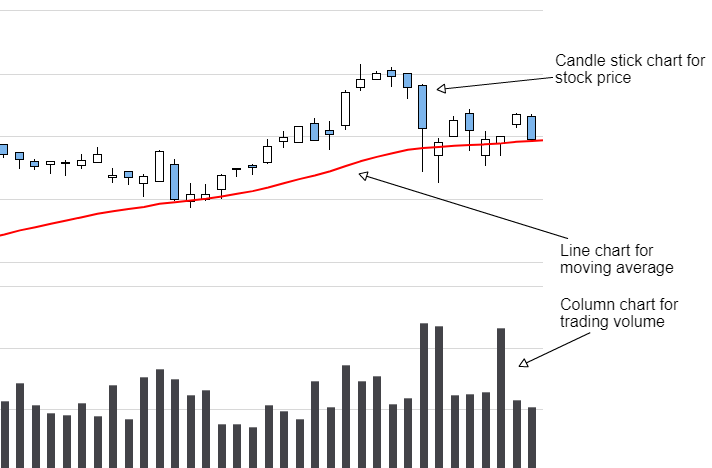 Candle stick chart for
stock price
Line chart for
moving average
Column chart for
trading volume